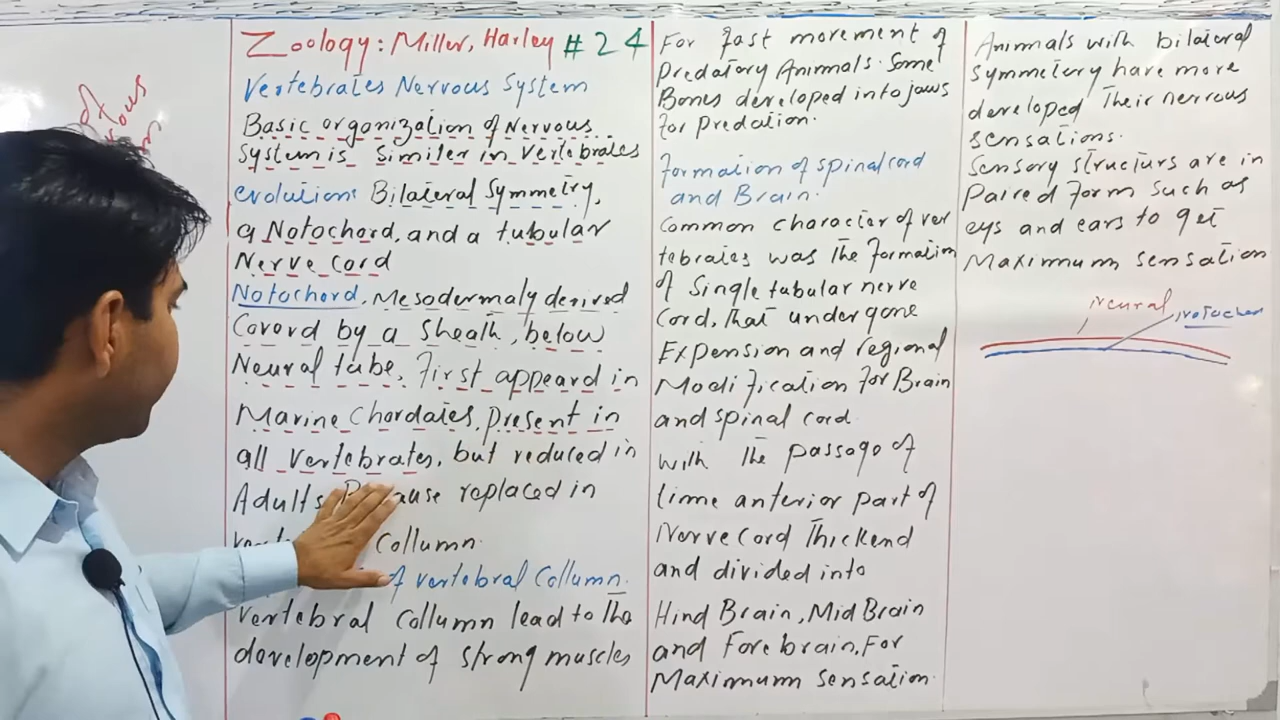 of
Zoology: Miller, Harley #24
Vertebrates Nervous System
Basic organization of Nervous
System is Similer in Vertebrates
evolution: Bilateral Symmetry,
a Notochord, and a tubular
Nerve Cord
Notochord, Mesodermaly derived
Coverd by a Sheath, below
Neural tube, First appeard in
Marine Chordates, Present in
all vertebrates, but reduced in
Adults replaced in
Collumn.
of vertebral Collumn.
Vertebral Collumn lead to The
development of strong muscles
For fast movement of
Predatory Animals. Some
Bones developed into jaws
for Predation.
Formation of spinal cord
and Brain.
Common character of ver
tebrates was The Formation
of Single tubular nerve
Cord, That undergone
Expension and regional
Modification For Brain
and spinal cord.
with The passage of
time anterior part of
Nerve Cord Thickend
and divided into
Hind Brain, Mid Brain
and Fore brain, For
Maximum Sensation.
Animals with bilateral
Symmetery have more
developed Their nervous
sensations.
Sensory structurs are in
Paired Form such as
eys and ears to get
Maximum sensation
neural
notochord